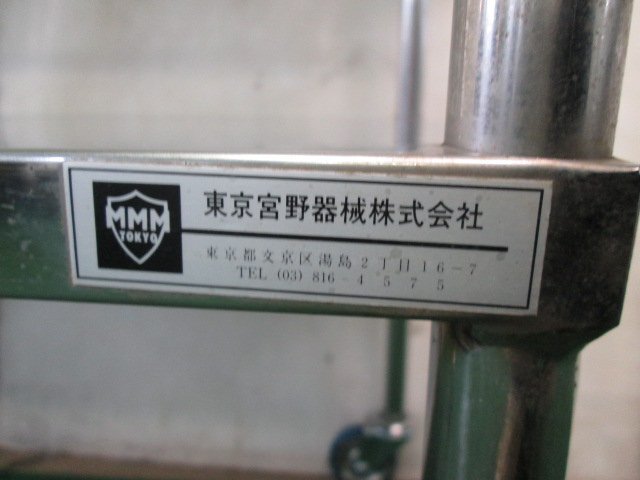 MMM
TOKYO
東京宮野器械株式会社
東京都文京区湯島2丁目16-7
TEL (03) 816-4575